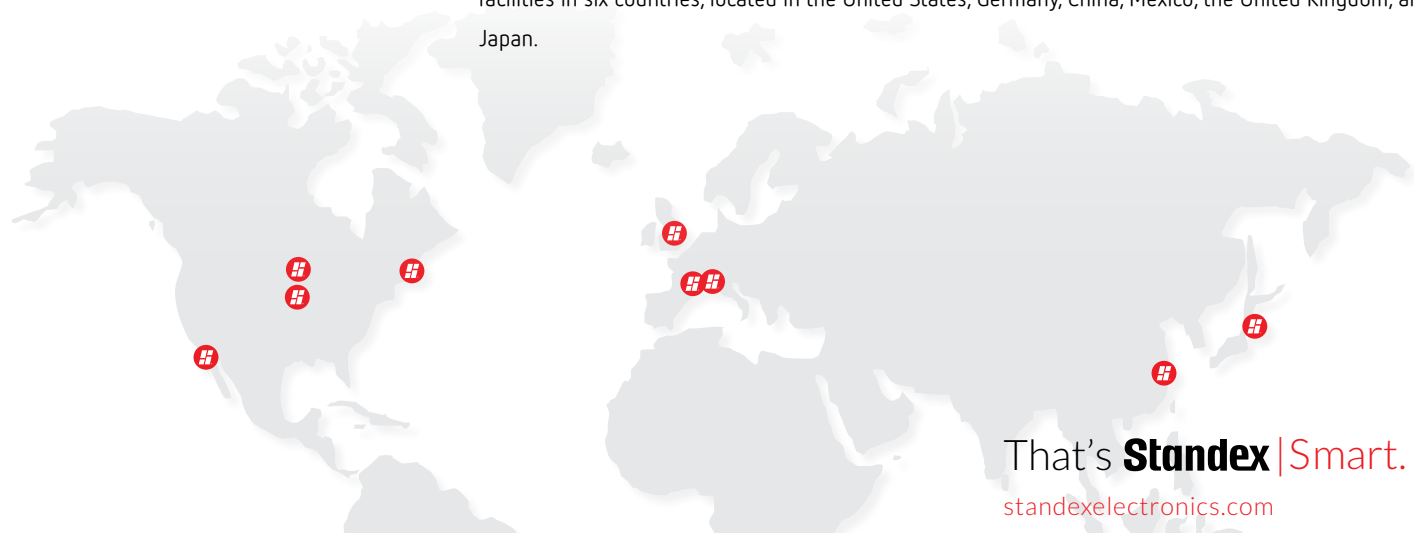 facilities in six countries, located in the United States, Germany, China, Mexico, the United Kingdom,
Japan.
That's Standex|Smart.
standexelectronics.com